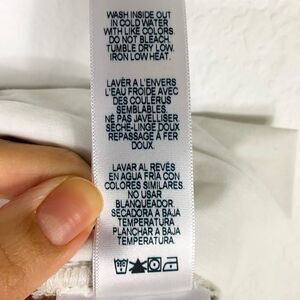 WASH INSIDE OUT
IN COLD WATER
WITH LIKE COLORS.
DO NOT BLEACH.
TUMBLE DRY LOW.
IRON LOW HEAT.
LAVER A L'ENVERS
L'EAU FROIDE AVEC
DES COULERUS
SEMBLABLES.
NE PAS JAVELLISER.
SÈCHE-LINGE DOUX
REPASSAGE A FER
DOUX.
LAVAR AL REVÉS
EN AGUA FRÍA CON
COLORES SIMILARES.
NO USAR
BLANQUEADOR.
SECADORA A BAJA
TEMPERATURA
PLANCHAR A BAJA
TEMPERATURA.